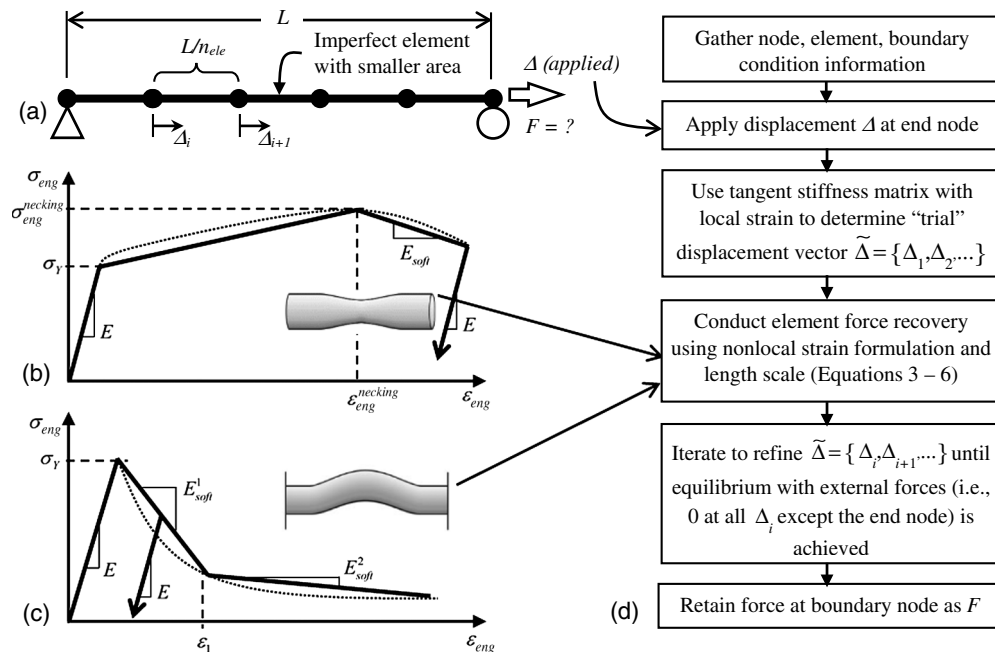 L
L/n_ele
Imperfect element
with smaller area
Δ (applied)
F = ?
(a)
Δ_i
Δ_{i+1}
σ_eng
σ_eng^necking
σ_Y
E
E_soft
E
(b)
ε_eng^necking
ε_eng
σ_eng
σ_Y
E_soft^1
E
E
E_soft^2
(c)
ε_1
ε_eng
Gather node, element, boundary
condition information
Apply displacement Δ at end node
Use tangent stiffness matrix with
local strain to determine “trial”
displacement vector Δ̃ = {Δ_1,Δ_2,...}
Conduct element force recovery
using nonlocal strain formulation and
length scale (Equations 3 – 6)
Iterate to refine Δ̃ = {Δ_i,Δ_{i+1},...} until
equilibrium with external forces (i.e.,
0 at all Δ_i except the end node) is
achieved
(d)
Retain force at boundary node as F